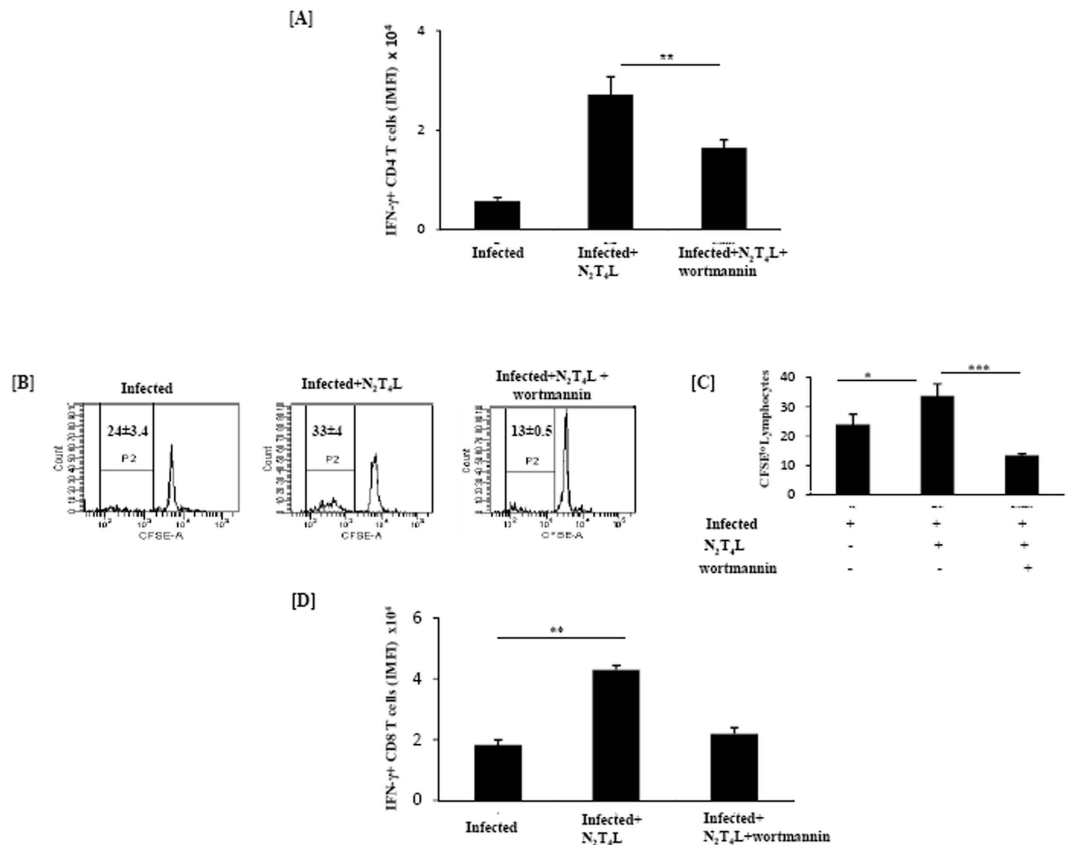 [A]
IFN-γ+ CD4 T cells (IMFI) x 10⁴
4
2
0
**
Infected
Infected+
N₂T₄L
Infected+N₂T₄L+
wortmannin
[B]
Infected
Infected+N₂T₄L
Infected+N₂T₄L +
wortmannin
24±3.4
P2
Count
CFSE-A
33±4
P2
Count
CFSE-A
13±0.5
P2
Count
[C]
CFSEˡᵒLymphocytes
40
30
20
10
0
*
***
Infected + + +
N₂T₄L - + +
wortmannin - - +
[D]
IFN-γ+ CD8 T cells (IMFI) x10⁴
6
4
2
0
**
Infected
Infected+
N₂T₄L
Infected+
N₂T₄L+wortmannin